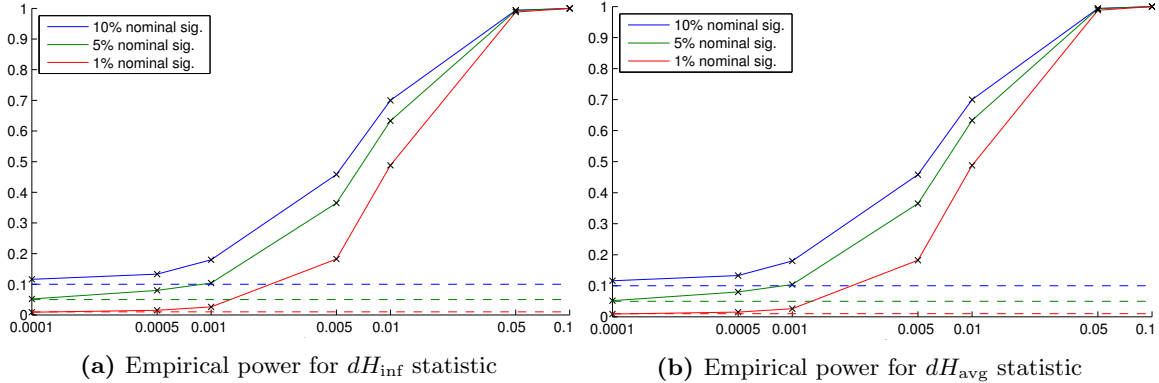 1
0.9
0.8
0.7
0.6
0.5
0.4
0.3
0.2
0.1
0
10% nominal sig.
5% nominal sig.
1% nominal sig.
0.0001 0.0005 0.001 0.005 0.01 0.05 0.1
(a) Empirical power for dH_inf statistic
1
0.9
0.8
0.7
0.6
0.5
0.4
0.3
0.2
0.1
0
10% nominal sig.
5% nominal sig.
1% nominal sig.
0.0001 0.0005 0.001 0.005 0.01 0.05 0.1
(b) Empirical power for dH_avg statistic